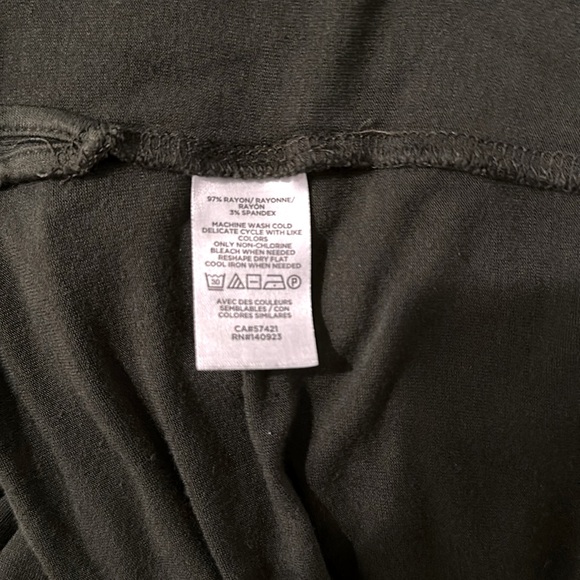 97% RAYON/ RAYONNE/
RAYÓN
3% SPANDEX
MACHINE WASH COLD
DELICATE CYCLE WITH LIKE
COLORS
ONLY NON-CHLORINE
BLEACH WHEN NEEDED
RESHAPE DRY FLAT
COOL IRON WHEN NEEDED
30 P
AVEC DES COULEURS
SEMBLABLES / CON
COLORES SIMILARES
CA#57421
RN#140923